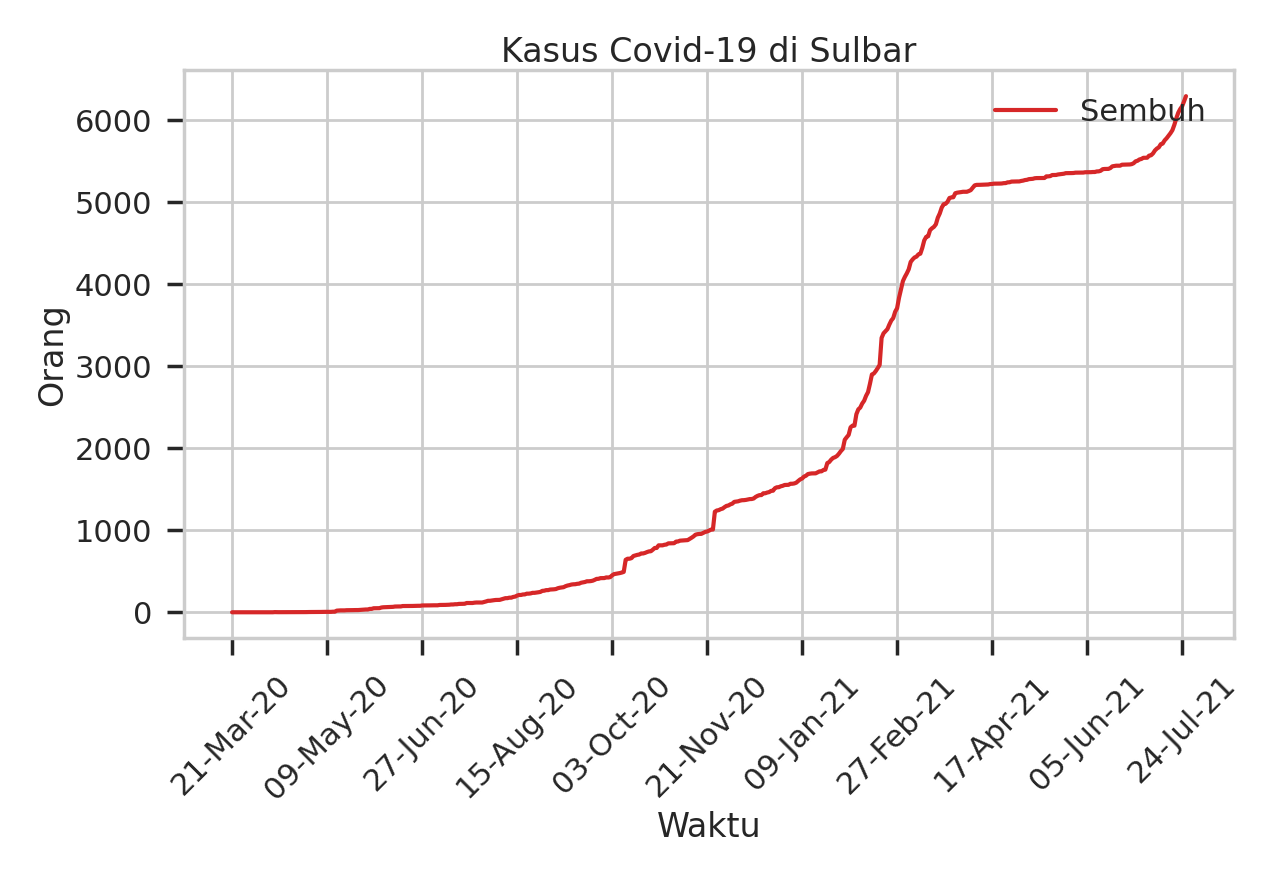 Kasus Covid-19 di Sulbar
Sembuh
6000
5000
4000
3000
2000
1000
0
Orang
21-Mar-20
09-May-20
27-Jun-20
15-Aug-20
03-Oct-20
21-Nov-20
09-Jan-21
27-Feb-21
17-Apr-21
05-Jun-21
24-Jul-21
Waktu